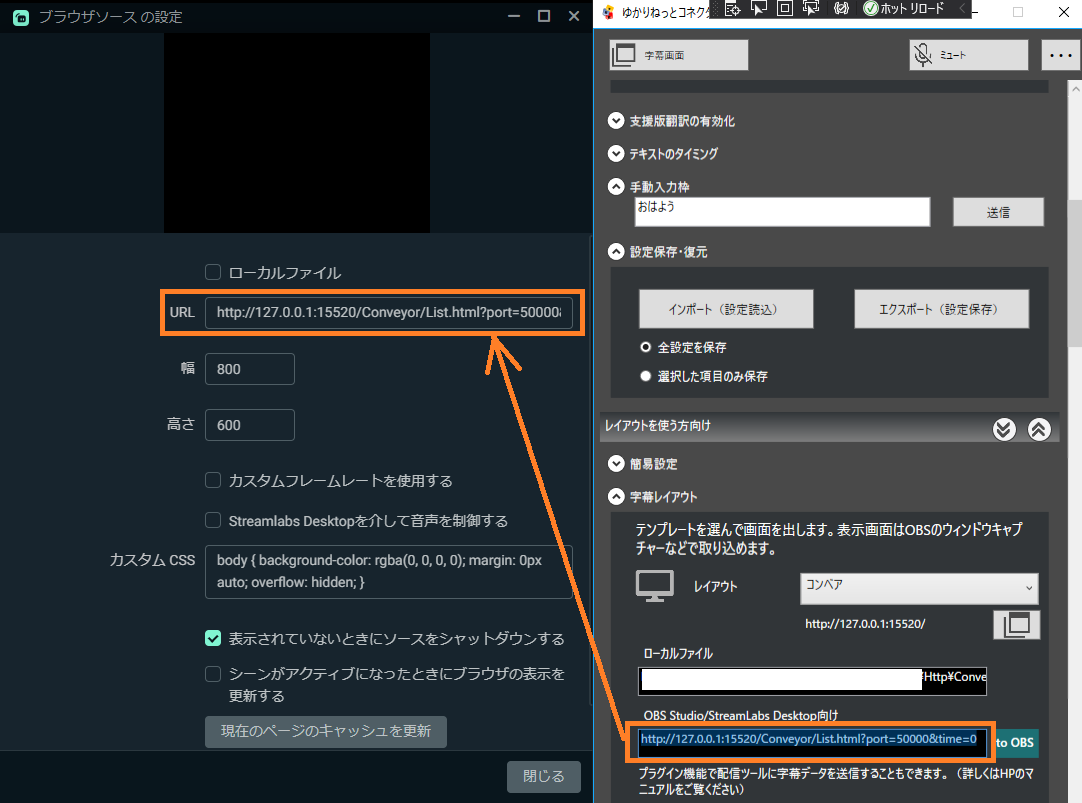 ブラウザソース の設定
ローカルファイル
URL
http://127.0.0.1:15520/Conveyor/List.html?port=50000&
幅
800
高さ
600
カスタムフレームレートを使用する
Streamlabs Desktopを介して音声を制御する
カスタム CSS
body { background-color: rgba(0, 0, 0, 0); margin: 0px
auto; overflow: hidden; }
表示されていないときにソースをシャットダウンする
シーンがアクティブになったときにブラウザの表示を
更新する
現在のページのキャッシュを更新
閉じる
ゆかりねっとコネクタ
ホット リロード
字幕画面
ミュート
支援版翻訳の有効化
テキストのタイミング
手動入力枠
おはよう
送信
設定保存・復元
インポート（設定読込）
エクスポート（設定保存）
全設定を保存
選択した項目のみ保存
レイアウトを使う方向け
簡易設定
字幕レイアウト
テンプレートを選んで画面を出します。表示画面はOBSのウィンドウキャプ
チャーなどで取り込めます。
レイアウト
コンベア
http://127.0.0.1:15520/
ローカルファイル
¥Http¥Conve
OBS Studio/StreamLabs Desktop向け
http://127.0.0.1:15520/Conveyor/List.html?port=50000&time=0
to OBS
プラグイン機能で配信ツールに字幕データを送信することもできます。（詳しくはHPのマ
ニュアルをご覧ください）